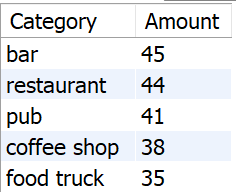 Category Amount
bar 45
restaurant 44
pub 41
coffee shop 38
food truck 35